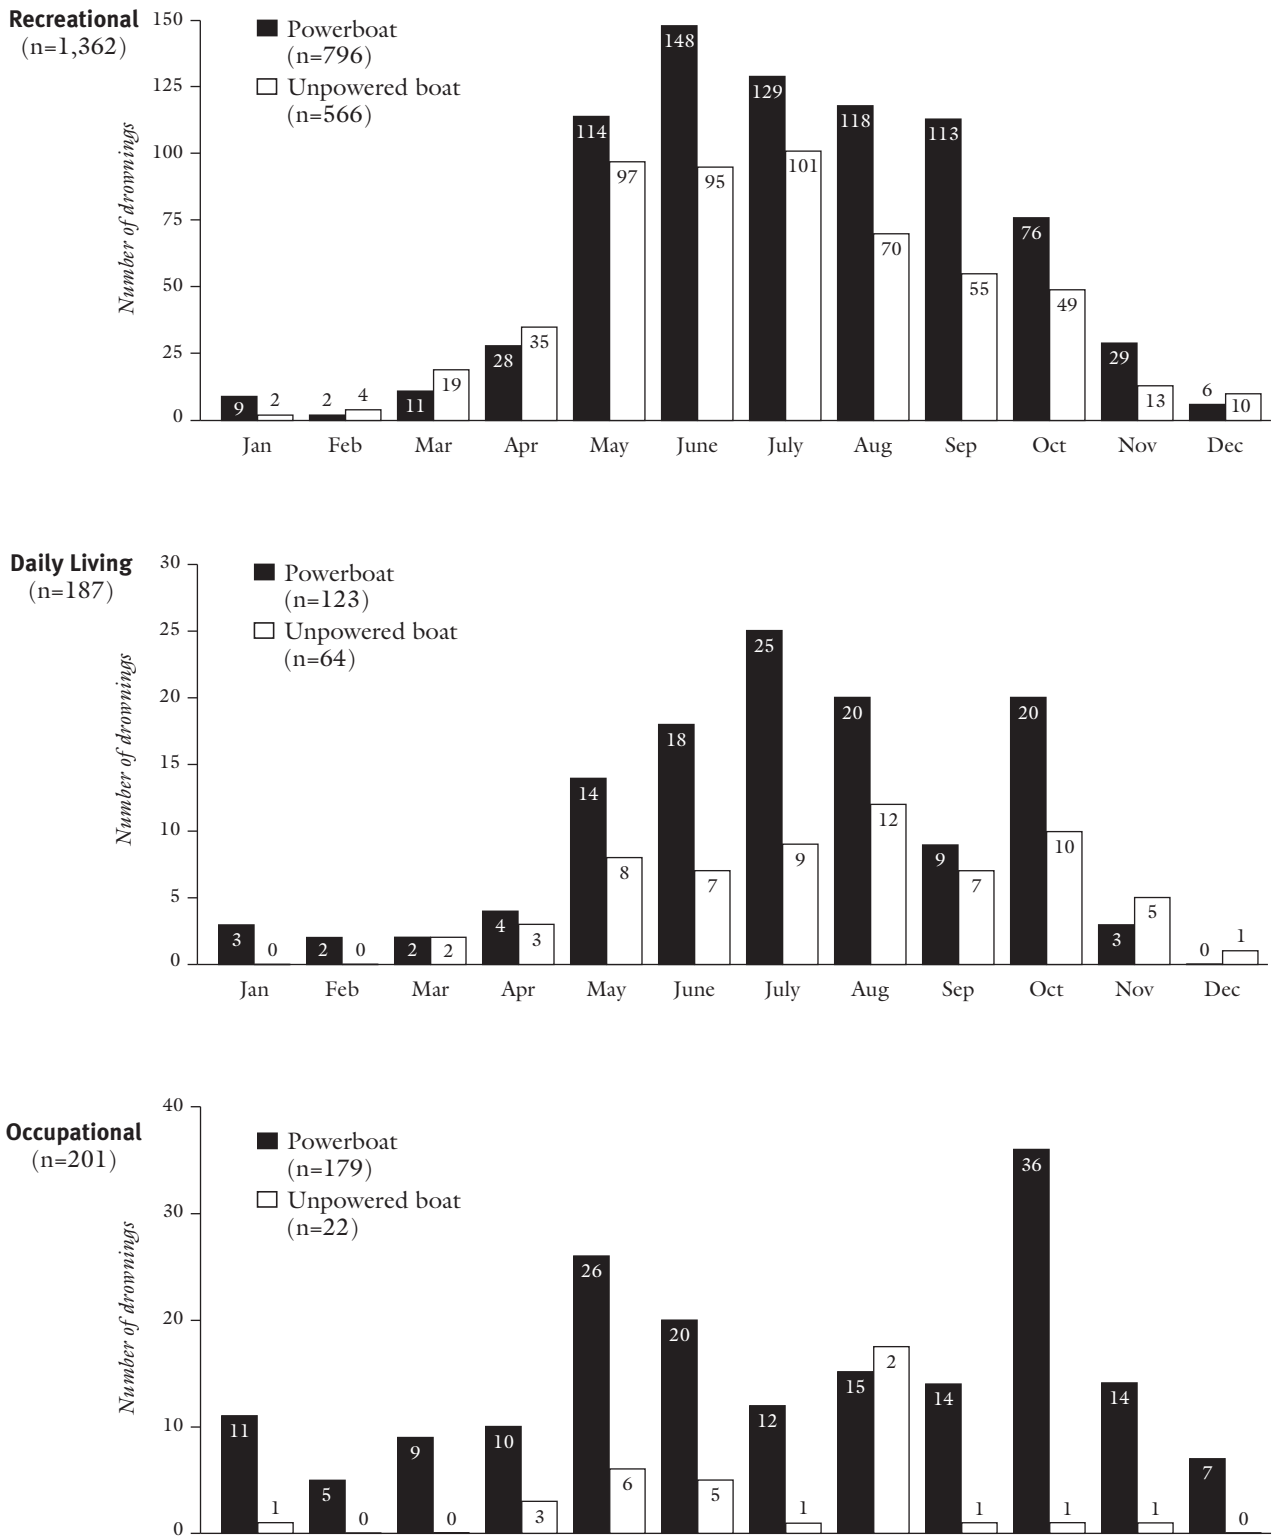 Recreational
(n=1,362)
Powerboat
(n=796)
Unpowered boat
(n=566)
Number of drownings
150
125
100
75
50
25
0
9 2 2 4 11 19 28 35 114 97 148 95 129 101 118 70 113 55 76 49 29 13 6 10
Jan Feb Mar Apr May June July Aug Sep Oct Nov Dec
Daily Living
(n=187)
Powerboat
(n=123)
Unpowered boat
(n=64)
Number of drownings
30
25
20
15
10
5
0
3 0 2 0 2 2 4 3 14 8 18 7 25 9 20 12 9 7 20 10 3 5 0 1
Jan Feb Mar Apr May June July Aug Sep Oct Nov Dec
Occupational
(n=201)
Powerboat
(n=179)
Unpowered boat
(n=22)
Number of drownings
40
30
20
10
0
11 1 5 0 9 0 10 3 26 6 20 5 12 1 15 2 14 1 36 1 14 1 7 0